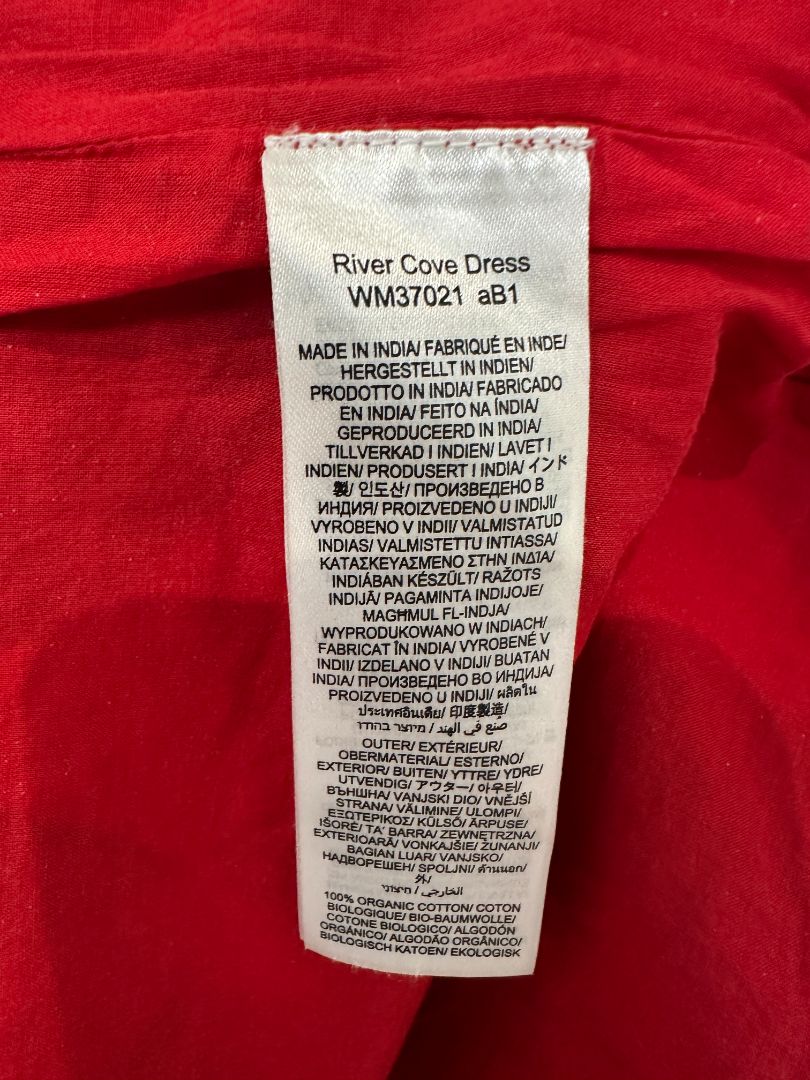 River Cove Dress
WM37021 aB1
MADE IN INDIA/ FABRIQUÉ EN INDE/
HERGESTELLT IN INDIEN/
PRODOTTO IN INDIA/ FABRICADO
EN INDIA/ FEITO NA ÍNDIA/
GEPRODUCEERD IN INDIA/
TILLVERKAD I INDIEN/ LAVET I
INDIEN/ PRODUSERT I INDIA/ インド
製/ 인도산/ ПРОИЗВЕДЕНО В
ИНДИЯ/ PROIZVEDENO U INDIJI/
VYROBENO V INDII/ VALMISTATUD
INDIAS/ VALMISTETTU INTIASSA/
ΚΑΤΑΣΚΕΥΑΣΜΕΝΟ ΣΤΗΝ ΙΝΔΊΑ/
INDIÁBAN KÉSZÜLT/ RAŽOTS
INDIJĀ/ PAGAMINTA INDIJOJE/
MAGĦMUL FL-INDJA/
WYPRODUKOWANO W INDIACH/
FABRICAT ÎN INDIA/ VYROBENÉ V
INDII/ IZDELANO V INDIJI/ BUATAN
INDIA/ ПРОИЗВЕДЕНО ВО ИНДИЈА/
PROIZVEDENO U INDIJI/ ผลิตใน
ประเทศอินเดีย/ 印度製造/
صنع في الهند / מיוצר בהודו
OUTER/ EXTÉRIEUR/
OBERMATERIAL/ ESTERNO/
EXTERIOR/ BUITEN/ YTTRE/ YDRE/
UTVENDIG/ アウター/ 아우터/
ВЪНШНА/ VANJSKI DIO/ VNĚJŠÍ
STRANA/ VÄLIMINE/ ULOMPI/
ΕΞΩΤΕΡΙΚΟΣ/ KÜLSŐ/ ĀRPUSE/
IŠORĖ/ TA' BARRA/ ZEWNĘTRZNA/
EXTERIOARĂ/ VONKAJŠIE/ ZUNANJI/
BAGIAN LUAR/ VANJSKO/
НАДВОРЕШЕН/ SPOLJNI/ ด้านนอก/
外/
الخارجي / חיצוני
100% ORGANIC COTTON/ COTON
BIOLOGIQUE/ BIO-BAUMWOLLE/
COTONE BIOLOGICO/ ALGODÓN
ORGÁNICO/ ALGODÃO ORGÂNICO/
BIOLOGISCH KATOEN/ EKOLOGISK